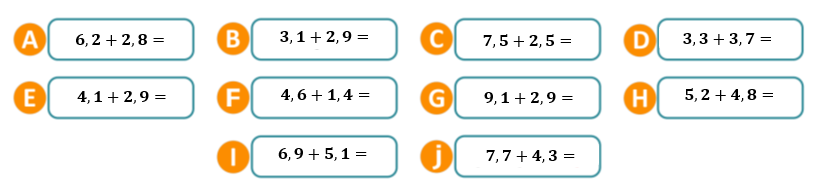 A 6,2 + 2,8 = B 3,1 + 2,9 = C 7,5 + 2,5 = D 3,3 + 3,7 =
E 4,1 + 2,9 = F 4,6 + 1,4 = G 9,1 + 2,9 = H 5,2 + 4,8 =
I 6,9 + 5,1 = j 7,7 + 4,3 =